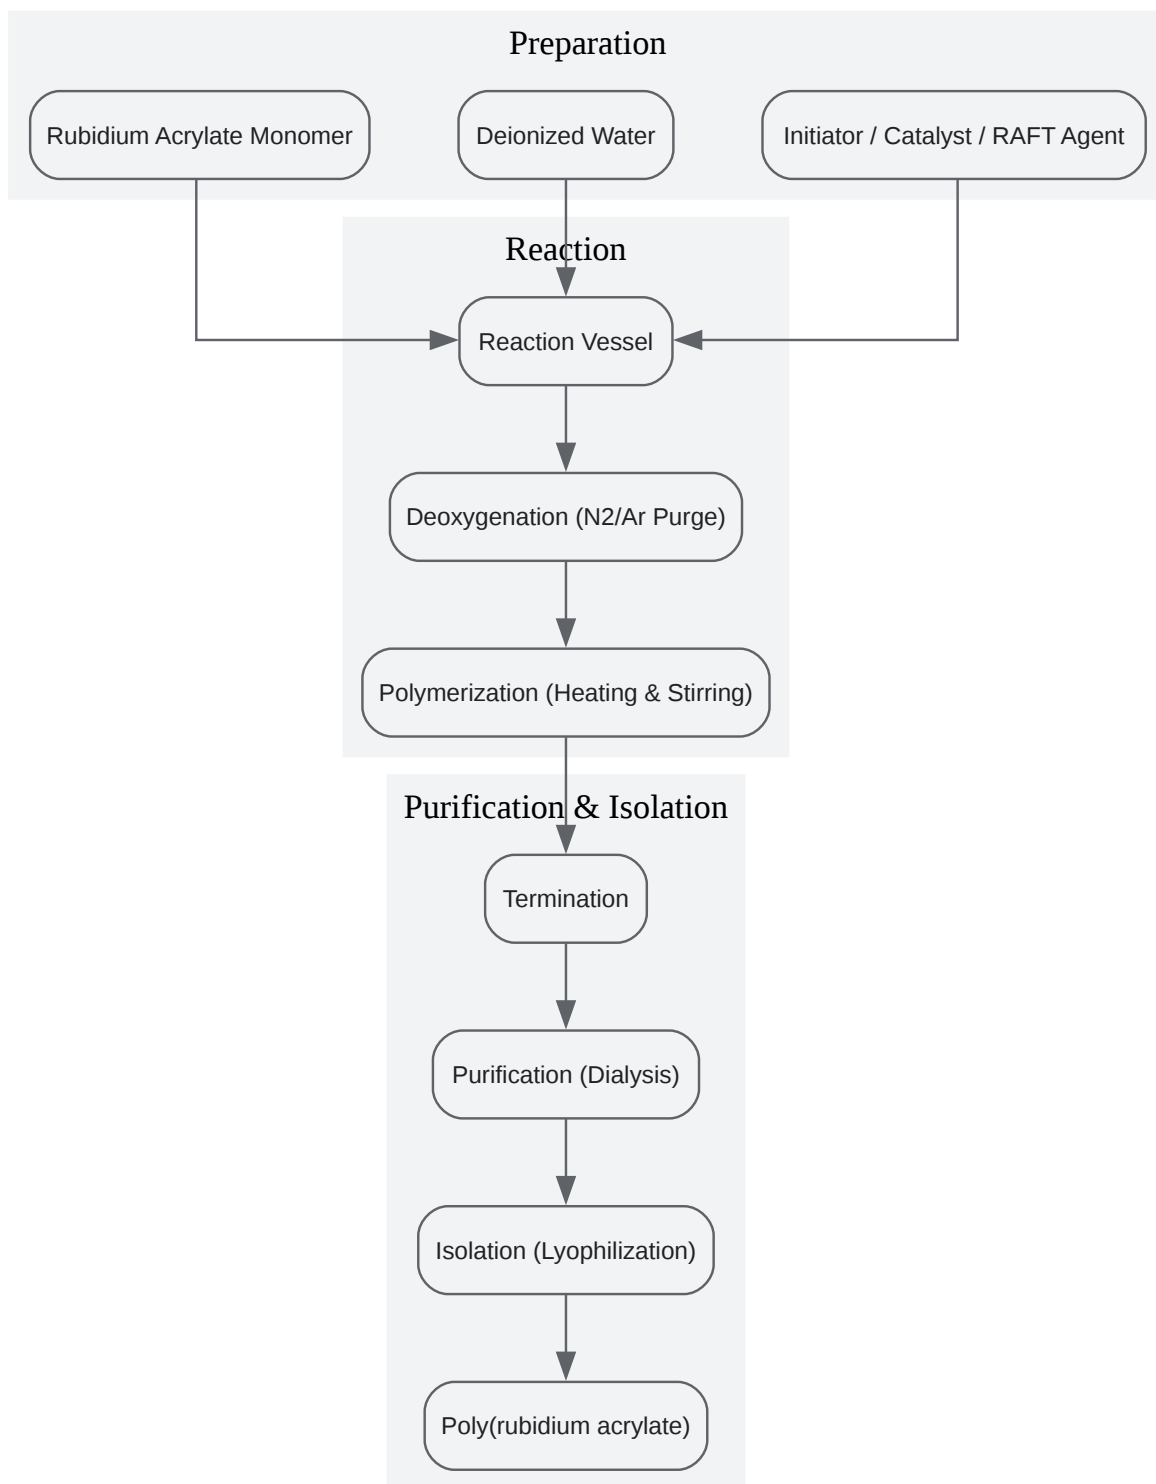 Preparation
Rubidium Acrylate Monomer
Deionized Water
Initiator / Catalyst / RAFT Agent
Reaction
Reaction Vessel
Deoxygenation (N2/Ar Purge)
Polymerization (Heating & Stirring)
Purification & Isolation
Termination
Purification (Dialysis)
Isolation (Lyophilization)
Poly(rubidium acrylate)